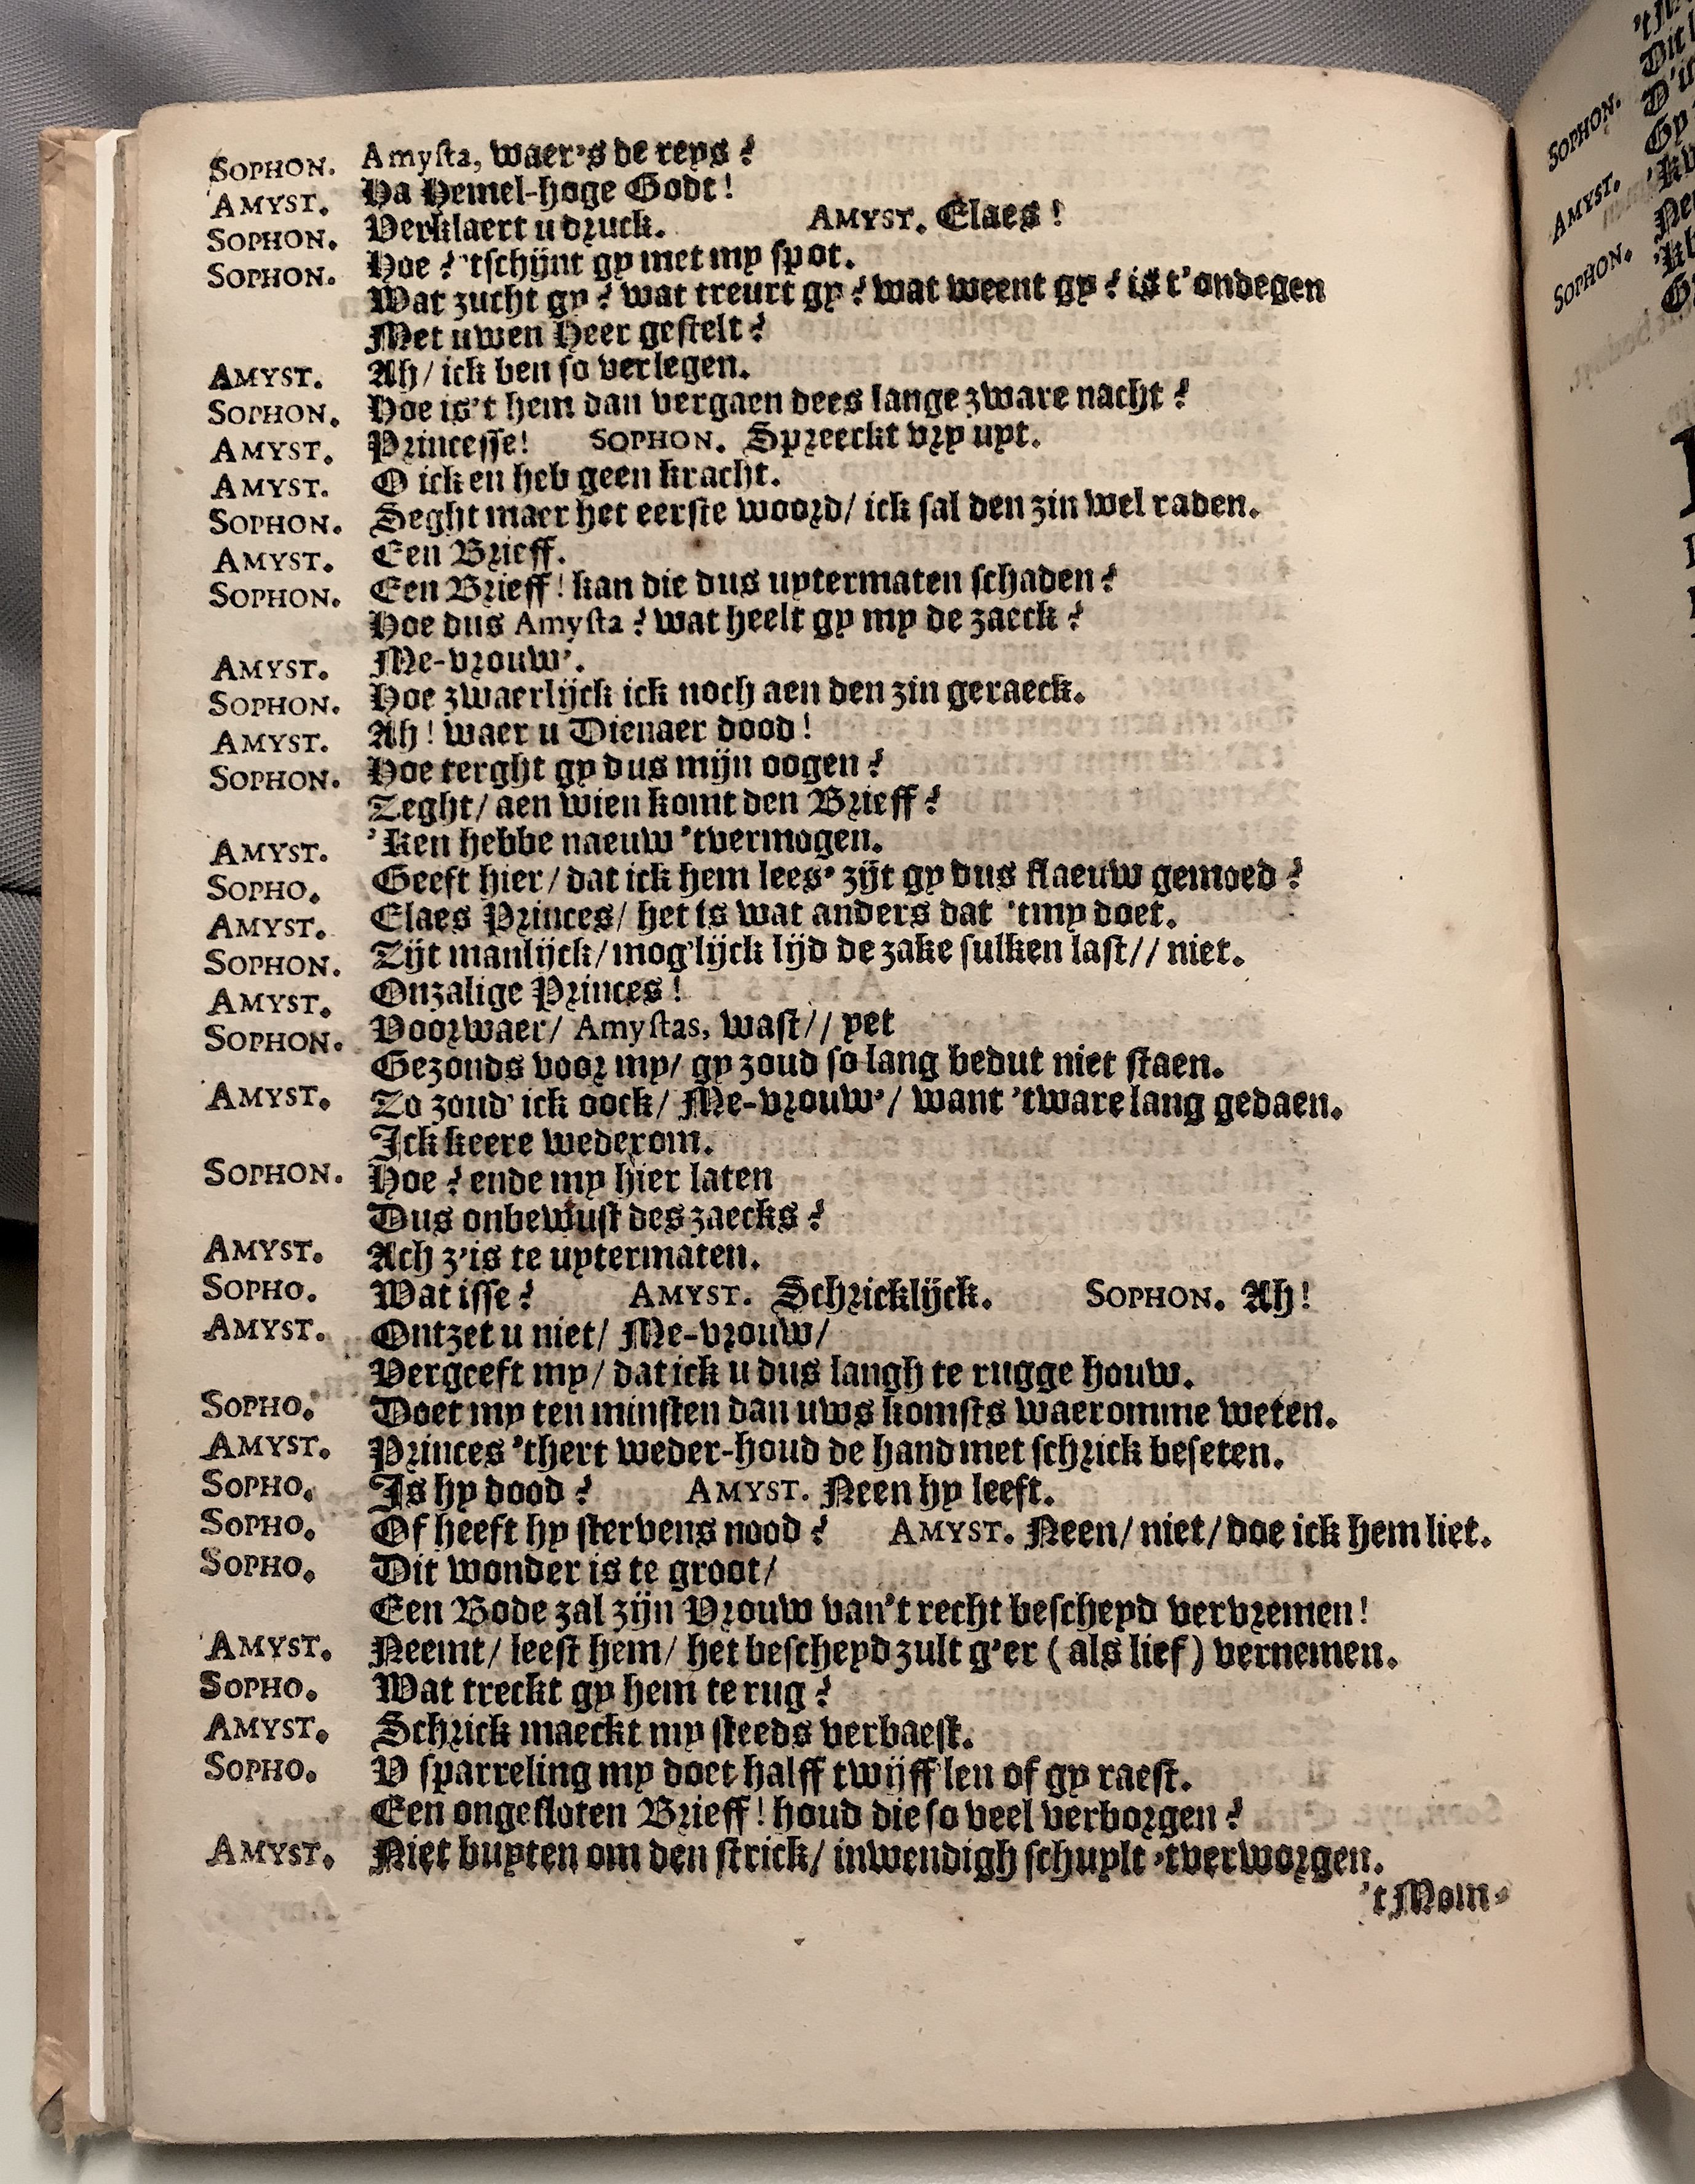 SOPHON. Amysta, waer's de reys?
AMYST. Ha Hemel-hoge Godt!
SOPHON. Verklaert u druck. AMYST. Elaes!
SOPHON. Hoe? 'tschijnt gy met my spot.
Wat zucht gy? wat treurt gy? wat weent gy? is t'ondegen
Met uwen Heer gestelt?
AMYST. Ah/ ick ben so verlegen.
SOPHON. Hoe is't hem dan vergaen dees lange zware nacht?
AMYST. Princesse! SOPHON. Spreeckt vry uyt.
AMYST. O ick en heb geen kracht.
SOPHON. Seght maer het eerste woord/ ick sal den zin wel raden.
AMYST. Een Brieff.
SOPHON. Een Brieff! kan die dus uytermaten schaden?
Hoe dus Amysta? wat heelt gy my de zaeck?
AMYST. Me-vrouw'.
SOPHON. Hoe zwaerlijck ick noch aen den zin geraeck.
AMYST. Ah! waer u Dienaer dood!
SOPHON. Hoe terght gy dus mijn oogen?
Zeght/ aen wien komt den Brieff?
AMYST. 'Ken hebbe naeuw 'tvermogen.
SOPHO. Geeft hier/ dat ick hem lees' zijt gy dus flaeuw gemoed?
AMYST. Elaes Princes/ het is wat anders dat 'tmy doet.
SOPHON. Zijt manlijck/ mog'lijck lijd de zake sulken last// niet.
AMYST. Onzalige Princes!
SOPHON. Voorwaer/ Amystas, wast// yet
Gezonds voor my/ gy zoud so lang bedut niet staen.
AMYST. Zo zoud' ick oock/ Me-vrouw'/ want 'tware lang gedaen.
Ick keere wederom.
SOPHON. Hoe? ende my hier laten
Dus onbewust des zaecks?
AMYST. Ach z'is te uytermaten.
SOPHO. Wat isse? AMYST. Schricklijck. SOPHON. Ah!
AMYST. Ontzet u niet/ Me-vrouw/
Vergeeft my/ dat ick u dus langh te rugge houw.
SOPHO. Doet my ten minsten dan uws komsts waeromme weten.
AMYST. Princes 'thert weder-houd de hand met schrick beseten.
SOPHO. Is hy dood? AMYST. Neen hy leeft.
SOPHO. Of heeft hy stervens nood? AMYST. Neen/ niet/ doe ick hem liet.
SOPHO. Dit wonder is te groot/
Een Bode zal zijn Vrouw van't recht bescheyd vervremen!
AMYST. Neemt/ leest hem/ het bescheyd zult g'er (als lief) vernemen.
SOPHO. Wat treckt gy hem te rug?
AMYST. Schrick maeckt my steeds verbaest.
SOPHO. V sparreling my doet halff twijff'len of gy raest.
Een ongesloten Brieff! houd die so veel verborgen?
AMYST. Niet buyten om den strick/ inwendigh schuylt 'tverworgen.
't Mom-